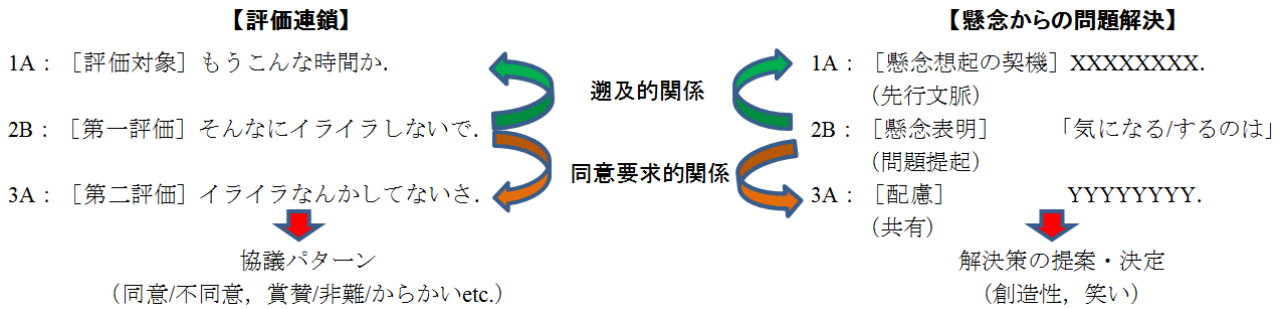 【評価連鎖】
1A：［評価対象］もうこんな時間か.
2B：［第一評価］そんなにイライラしないで.
3A：［第二評価］イライラなんかしてないさ.
協議パターン
（同意/不同意，賞賛/非難/からかいetc.）
遡及的関係
同意要求的関係
【懸念からの問題解決】
1A：［懸念想起の契機］XXXXXXXX.
（先行文脈）
2B：［懸念表明］ 「気になる/するのは」
（問題提起）
3A：［配慮］ YYYYYYYY.
（共有）
解決策の提案・決定
（創造性，笑い）